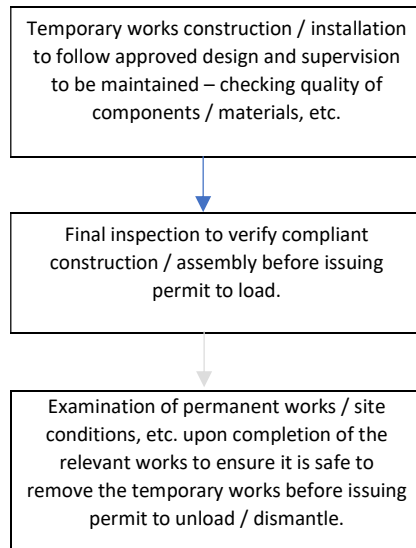 Temporary works construction / installation
to follow approved design and supervision
to be maintained – checking quality of
components / materials, etc.
Final inspection to verify compliant
construction / assembly before issuing
permit to load.
Examination of permanent works / site
conditions, etc. upon completion of the
relevant works to ensure it is safe to
remove the temporary works before issuing
permit to unload / dismantle.